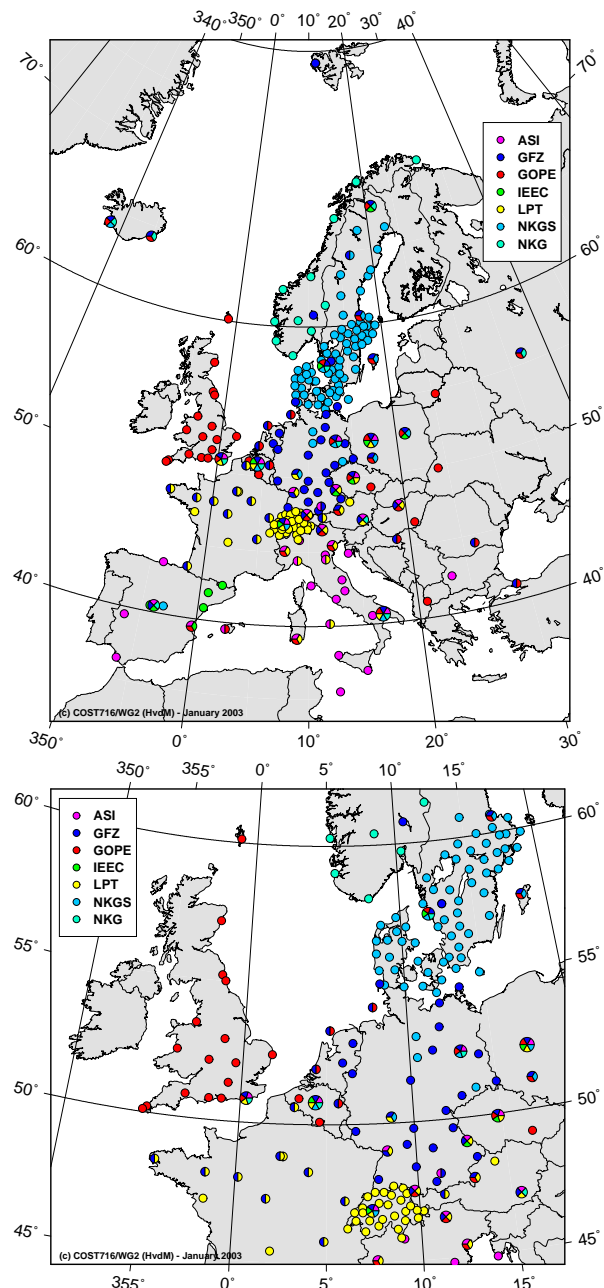 340˚ 350˚ 0˚ 10˚ 20˚ 30˚ 40˚
70˚ 70˚
ASI
GFZ
GOPE
IEEC
LPT
NKGS
NKG
60˚ 60˚
50˚ 50˚
40˚ 40˚
(c) COST716/WG2 (HvdM) - January 2003
350˚ 0˚ 10˚ 20˚ 30˚
350˚ 355˚ 0˚ 5˚ 10˚ 15˚
60˚ 60˚
ASI
GFZ
GOPE
IEEC
LPT
NKGS
NKG
55˚ 55˚
50˚ 50˚
45˚ 45˚
(c) COST716/WG2 (HvdM) - January 2003
355˚ 0˚ 5˚ 10˚ 15˚